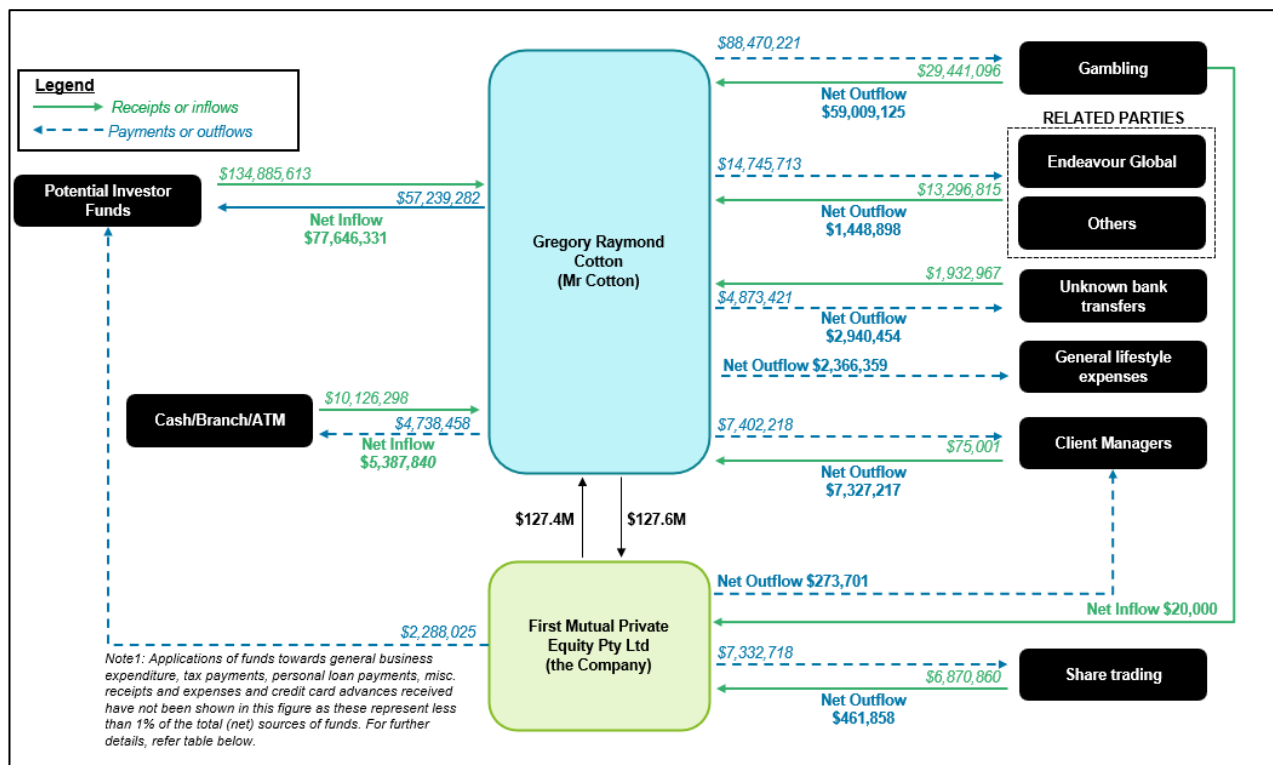 Legend
Receipts or inflows
Payments or outflows
Potential Investor
Funds
$134,885,613
$57,239,282
Net Inflow
$77,646,331
Cash/Branch/ATM
$10,126,298
$4,738,458
Net Inflow
$5,387,840
Gregory Raymond
Cotton
(Mr Cotton)
$88,470,221
$29,441,096
Net Outflow
$59,009,125
Gambling
RELATED PARTIES
Endeavour Global
Others
$14,745,713
$13,296,815
Net Outflow
$1,448,898
$1,932,967
$4,873,421
Net Outflow
$2,940,454
Unknown bank
transfers
Net Outflow $2,366,359
General lifestyle
expenses
$7,402,218
$75,001
Net Outflow
$7,327,217
Client Managers
$127.4M
$127.6M
First Mutual Private
Equity Pty Ltd
(the Company)
Net Outflow $273,701
Net Inflow $20,000
$2,288,025
$7,332,718
$6,870,860
Net Outflow
$461,858
Share trading
Note1: Applications of funds towards general business
expenditure, tax payments, personal loan payments, misc.
receipts and expenses and credit card advances received
have not been shown in this figure as these represent less
than 1% of the total (net) sources of funds. For further
details, refer table below.